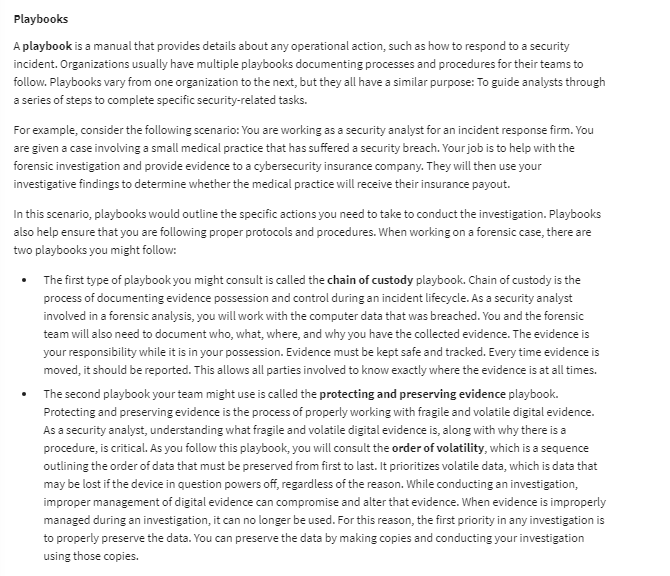 Playbooks
A playbook is a manual that provides details about any operational action, such as how to respond to a security
incident. Organizations usually have multiple playbooks documenting processes and procedures for their teams to
follow. Playbooks vary from one organization to the next, but they all have a similar purpose: To guide analysts through
a series of steps to complete specific security-related tasks.
For example, consider the following scenario: You are working as a security analyst for an incident response firm. You
are given a case involving a small medical practice that has suffered a security breach. Your job is to help with the
forensic investigation and provide evidence to a cybersecurity insurance company. They will then use your
investigative findings to determine whether the medical practice will receive their insurance payout.
In this scenario, playbooks would outline the specific actions you need to take to conduct the investigation. Playbooks
also help ensure that you are following proper protocols and procedures. When working on a forensic case, there are
two playbooks you might follow:
• The first type of playbook you might consult is called the chain of custody playbook. Chain of custody is the
process of documenting evidence possession and control during an incident lifecycle. As a security analyst
involved in a forensic analysis, you will work with the computer data that was breached. You and the forensic
team will also need to document who, what, where, and why you have the collected evidence. The evidence is
your responsibility while it is in your possession. Evidence must be kept safe and tracked. Every time evidence is
moved, it should be reported. This allows all parties involved to know exactly where the evidence is at all times.
• The second playbook your team might use is called the protecting and preserving evidence playbook.
Protecting and preserving evidence is the process of properly working with fragile and volatile digital evidence.
As a security analyst, understanding what fragile and volatile digital evidence is, along with why there is a
procedure, is critical. As you follow this playbook, you will consult the order of volatility, which is a sequence
outlining the order of data that must be preserved from first to last. It prioritizes volatile data, which is data that
may be lost if the device in question powers off, regardless of the reason. While conducting an investigation,
improper management of digital evidence can compromise and alter that evidence. When evidence is improperly
managed during an investigation, it can no longer be used. For this reason, the first priority in any investigation is
to properly preserve the data. You can preserve the data by making copies and conducting your investigation
using those copies.